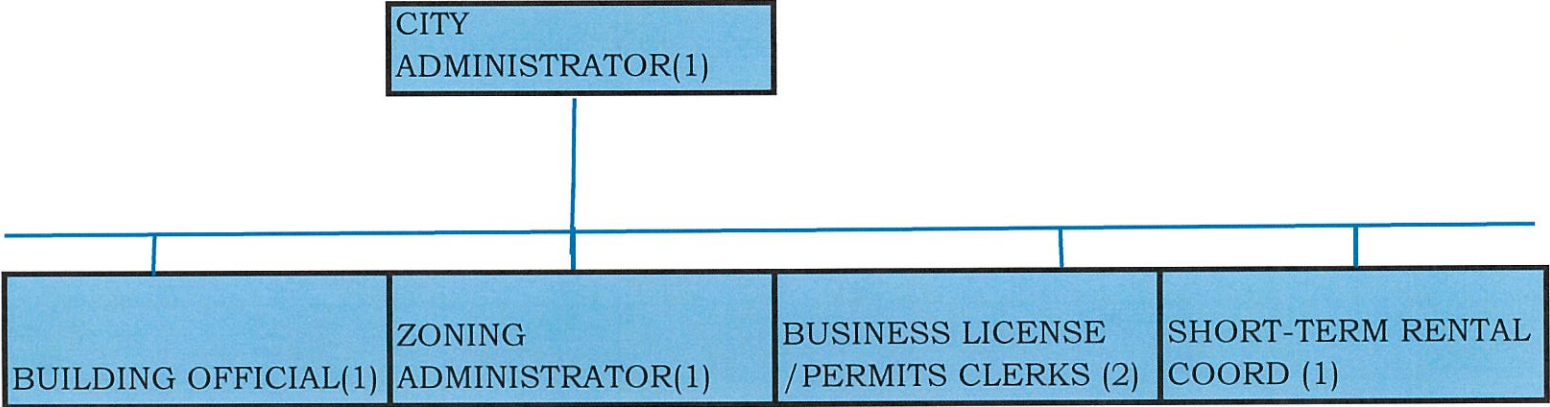 CITY
ADMINISTRATOR(1)
BUILDING OFFICIAL(1)
ZONING
ADMINISTRATOR(1)
BUSINESS LICENSE
/PERMITS CLERKS (2)
SHORT-TERM RENTAL
COORD (1)